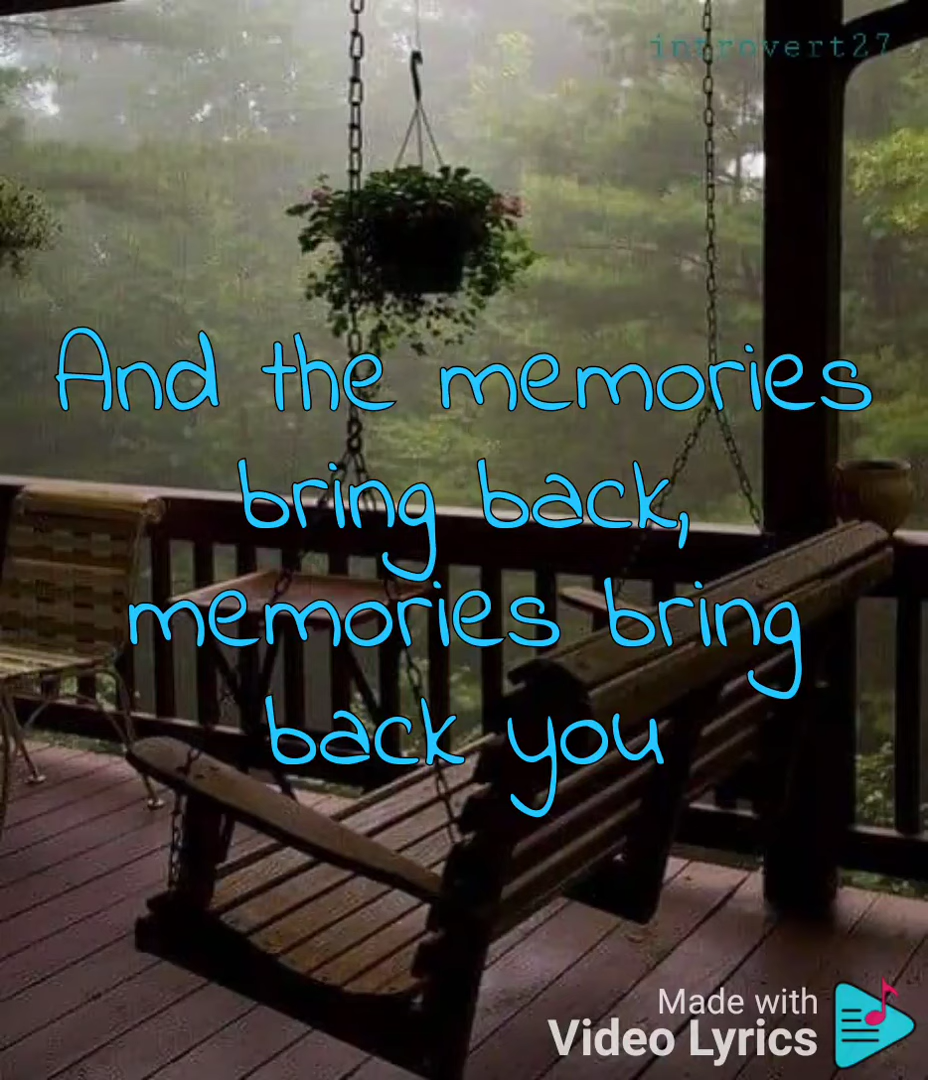 introvert27
And the memories
bring back,
memories bring
back you
Made with
Video Lyrics